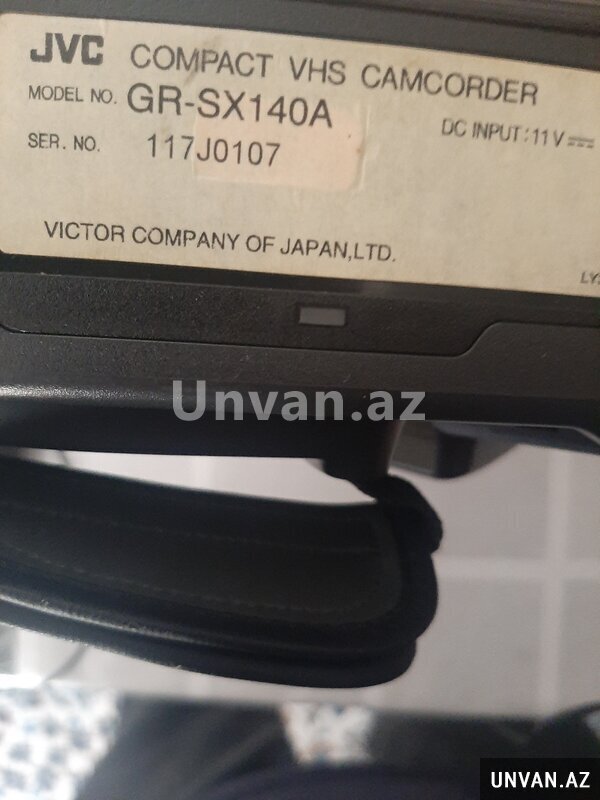 JVC COMPACT VHS CAMCORDER
MODEL NO. GR-SX140A
DC INPUT: 11V
SER. NO. 117J0107
VICTOR COMPANY OF JAPAN,LTD.
Unvan.az
UNVAN.AZ